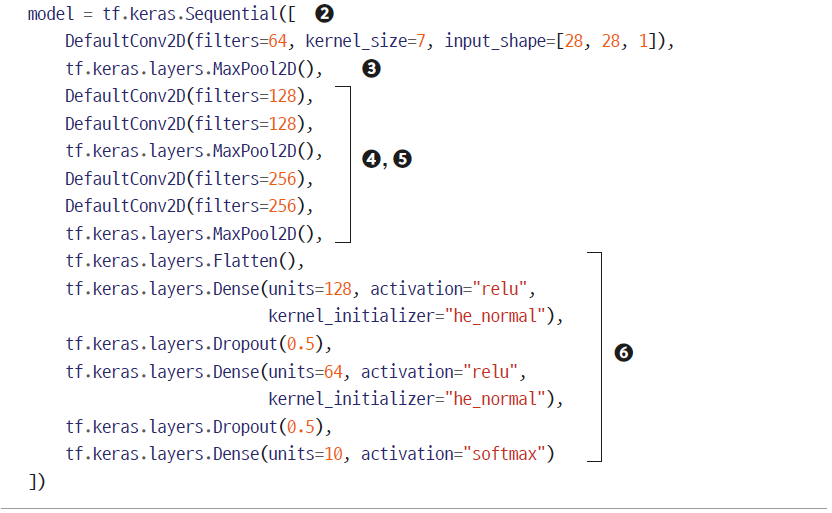 model = tf.keras.Sequential([ ❷
    DefaultConv2D(filters=64, kernel_size=7, input_shape=[28, 28, 1]),
    tf.keras.layers.MaxPool2D(), ❸
    DefaultConv2D(filters=128),
    DefaultConv2D(filters=128),
    tf.keras.layers.MaxPool2D(), ❹, ❺
    DefaultConv2D(filters=256),
    DefaultConv2D(filters=256),
    tf.keras.layers.MaxPool2D(),
    tf.keras.layers.Flatten(),
    tf.keras.layers.Dense(units=128, activation="relu",
                          kernel_initializer="he_normal"),
    tf.keras.layers.Dropout(0.5), ❻
    tf.keras.layers.Dense(units=64, activation="relu",
                          kernel_initializer="he_normal"),
    tf.keras.layers.Dropout(0.5),
    tf.keras.layers.Dense(units=10, activation="softmax")
])